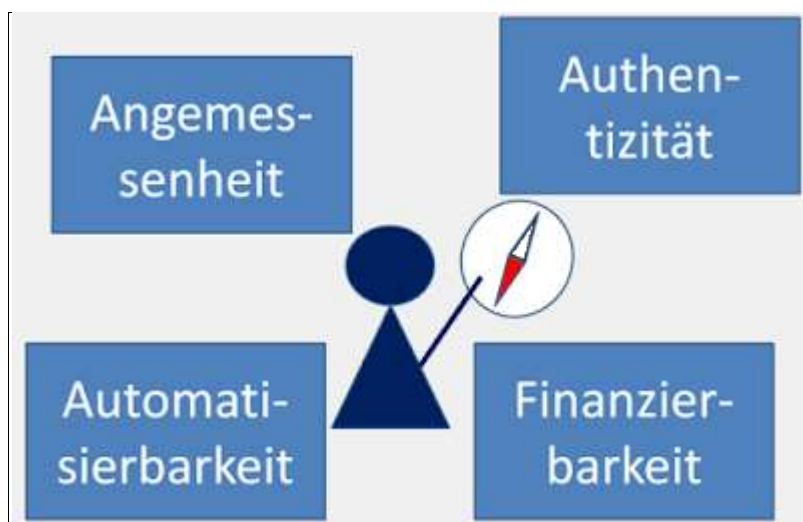 Angemes-
senheit
Authen-
tizität
Automati-
sierbarkeit
Finanzier-
barkeit